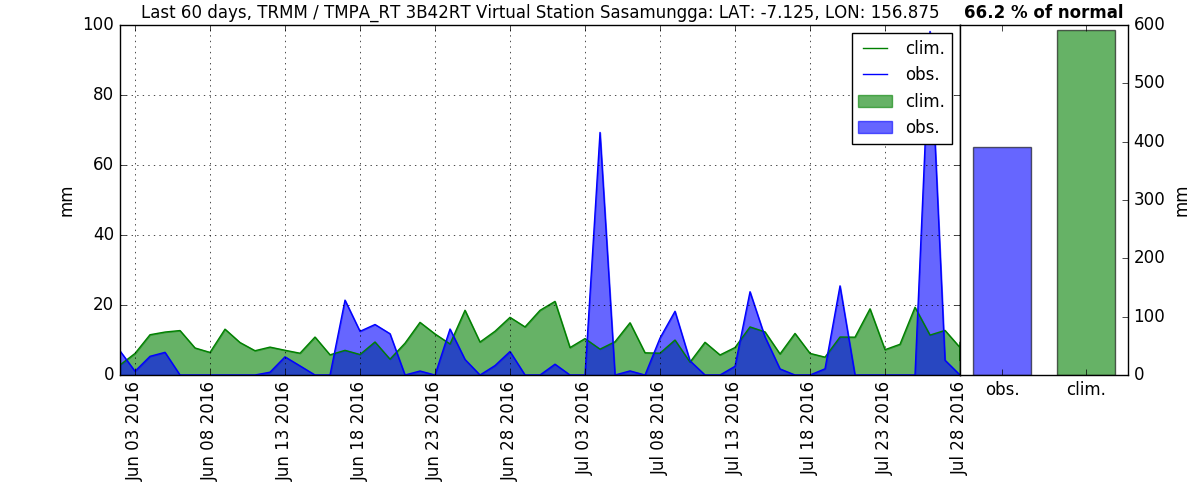 Last 60 days, TRMM / TMPA_RT 3B42RT Virtual Station Sasamungga: LAT: -7.125, LON: 156.875
66.2 % of normal
100
80
60
40
20
0
mm
clim.
obs.
clim.
obs.
600
500
400
300
200
100
0
mm
Jun 03 2016
Jun 08 2016
Jun 13 2016
Jun 18 2016
Jun 23 2016
Jun 28 2016
Jul 03 2016
Jul 08 2016
Jul 13 2016
Jul 18 2016
Jul 23 2016
Jul 28 2016
obs.
clim.